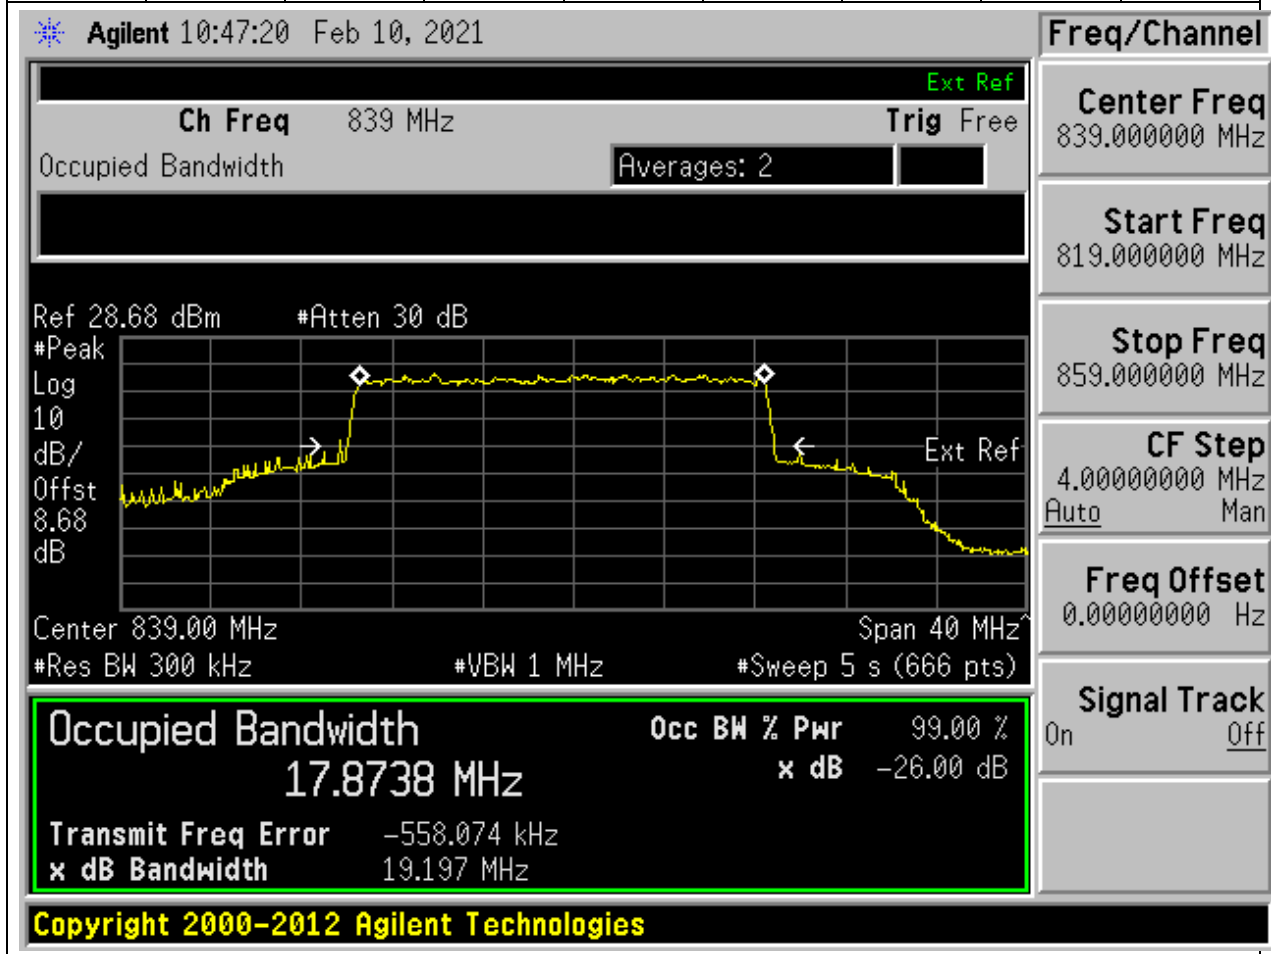 Agilent 10:47:20 Feb 10, 2021
Freq/Channel
Ext Ref
Ch Freq 839 MHz Trig Free
Occupied Bandwidth Averages: 2
Center Freq
839.000000 MHz
Start Freq
819.000000 MHz
Stop Freq
859.000000 MHz
CF Step
4.00000000 MHz
Auto Man
Freq Offset
0.00000000 Hz
Signal Track
On Off
Ref 28.68 dBm #Atten 30 dB
#Peak
Log
10
dB/
Offst
8.68
dB
Ext Ref
Center 839.00 MHz Span 40 MHz^
#Res BW 300 kHz #VBW 1 MHz #Sweep 5 s (666 pts)
Occupied Bandwidth Occ BW % Pwr 99.00 %
17.8738 MHz x dB -26.00 dB
Transmit Freq Error -558.074 kHz
x dB Bandwidth 19.197 MHz
Copyright 2000-2012 Agilent Technologies